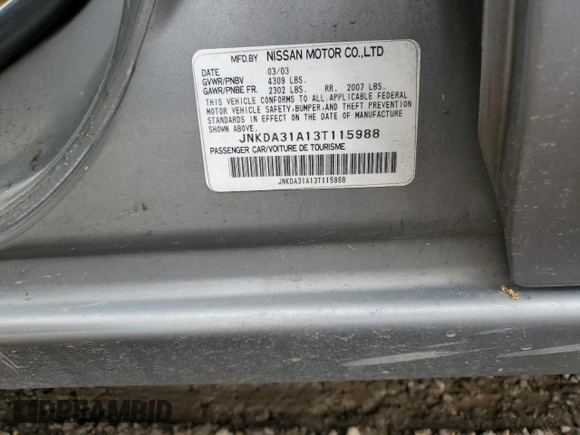 MFD.BY NISSAN MOTOR CO.,LTD
DATE 03/03
GVWR/PNBV 4309 LBS.
GAWR/PNBE FR. 2302 LBS. RR. 2007 LBS.
THIS VEHICLE CONFORMS TO ALL APPLICABLE FEDERAL
MOTOR VEHICLE SAFETY, BUMPER, AND THEFT PREVENTION
STANDARDS IN EFFECT ON THE DATE OF MANUFACTURE
SHOWN ABOVE.
JNKDA31A13T115988
PASSENGER CAR/VOITURE DE TOURISME
JNKDA31A13T115988
DREAMBID